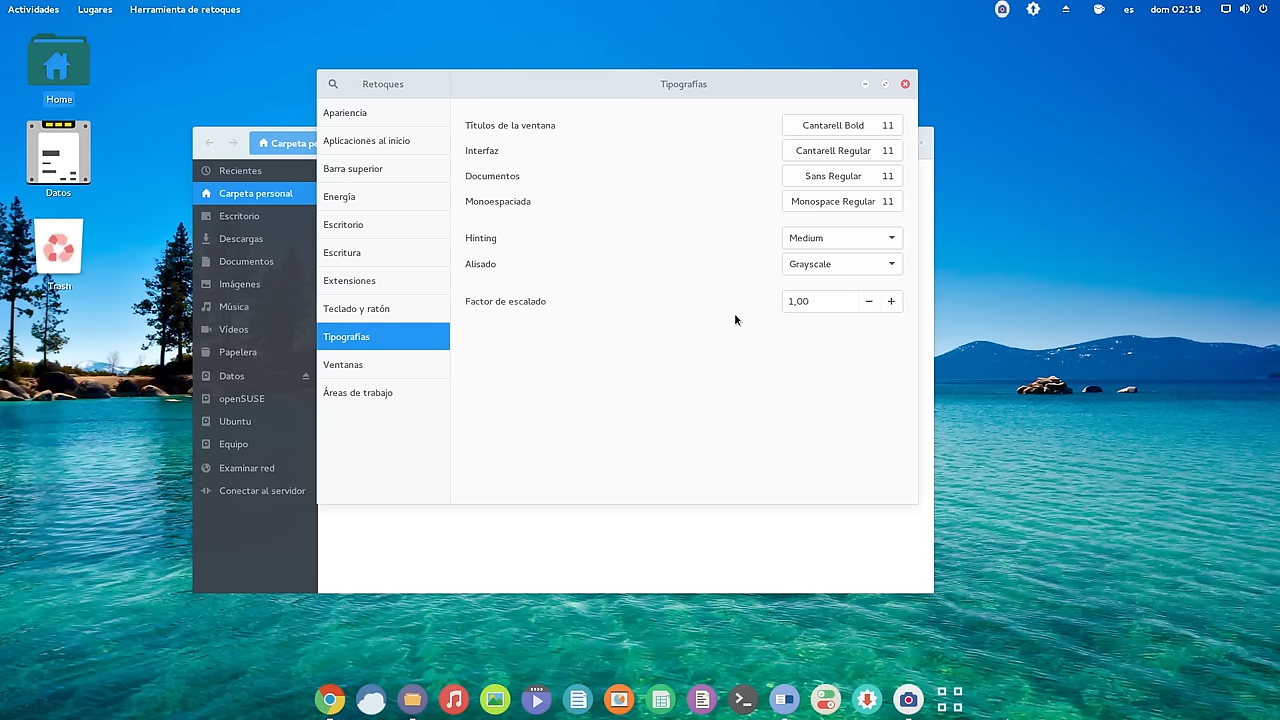 Actividades Lugares Herramienta de retoques es dom 02:18
Home
Datos
Trash
Carpeta pe
Recientes
Carpeta personal
Escritorio
Descargas
Documentos
Imágenes
Música
Vídeos
Papelera
Datos
openSUSE
Ubuntu
Equipo
Examinar red
Conectar al servidor
Retoques Tipografías
Apariencia
Aplicaciones al inicio
Barra superior
Energía
Escritorio
Escritura
Extensiones
Teclado y ratón
Tipografías
Ventanas
Áreas de trabajo
Títulos de la ventana Cantarell Bold 11
Interfaz Cantarell Regular 11
Documentos Sans Regular 11
Monoespaciada Monospace Regular 11
Hinting Medium
Alisado Grayscale
Factor de escalado 1,00 − +